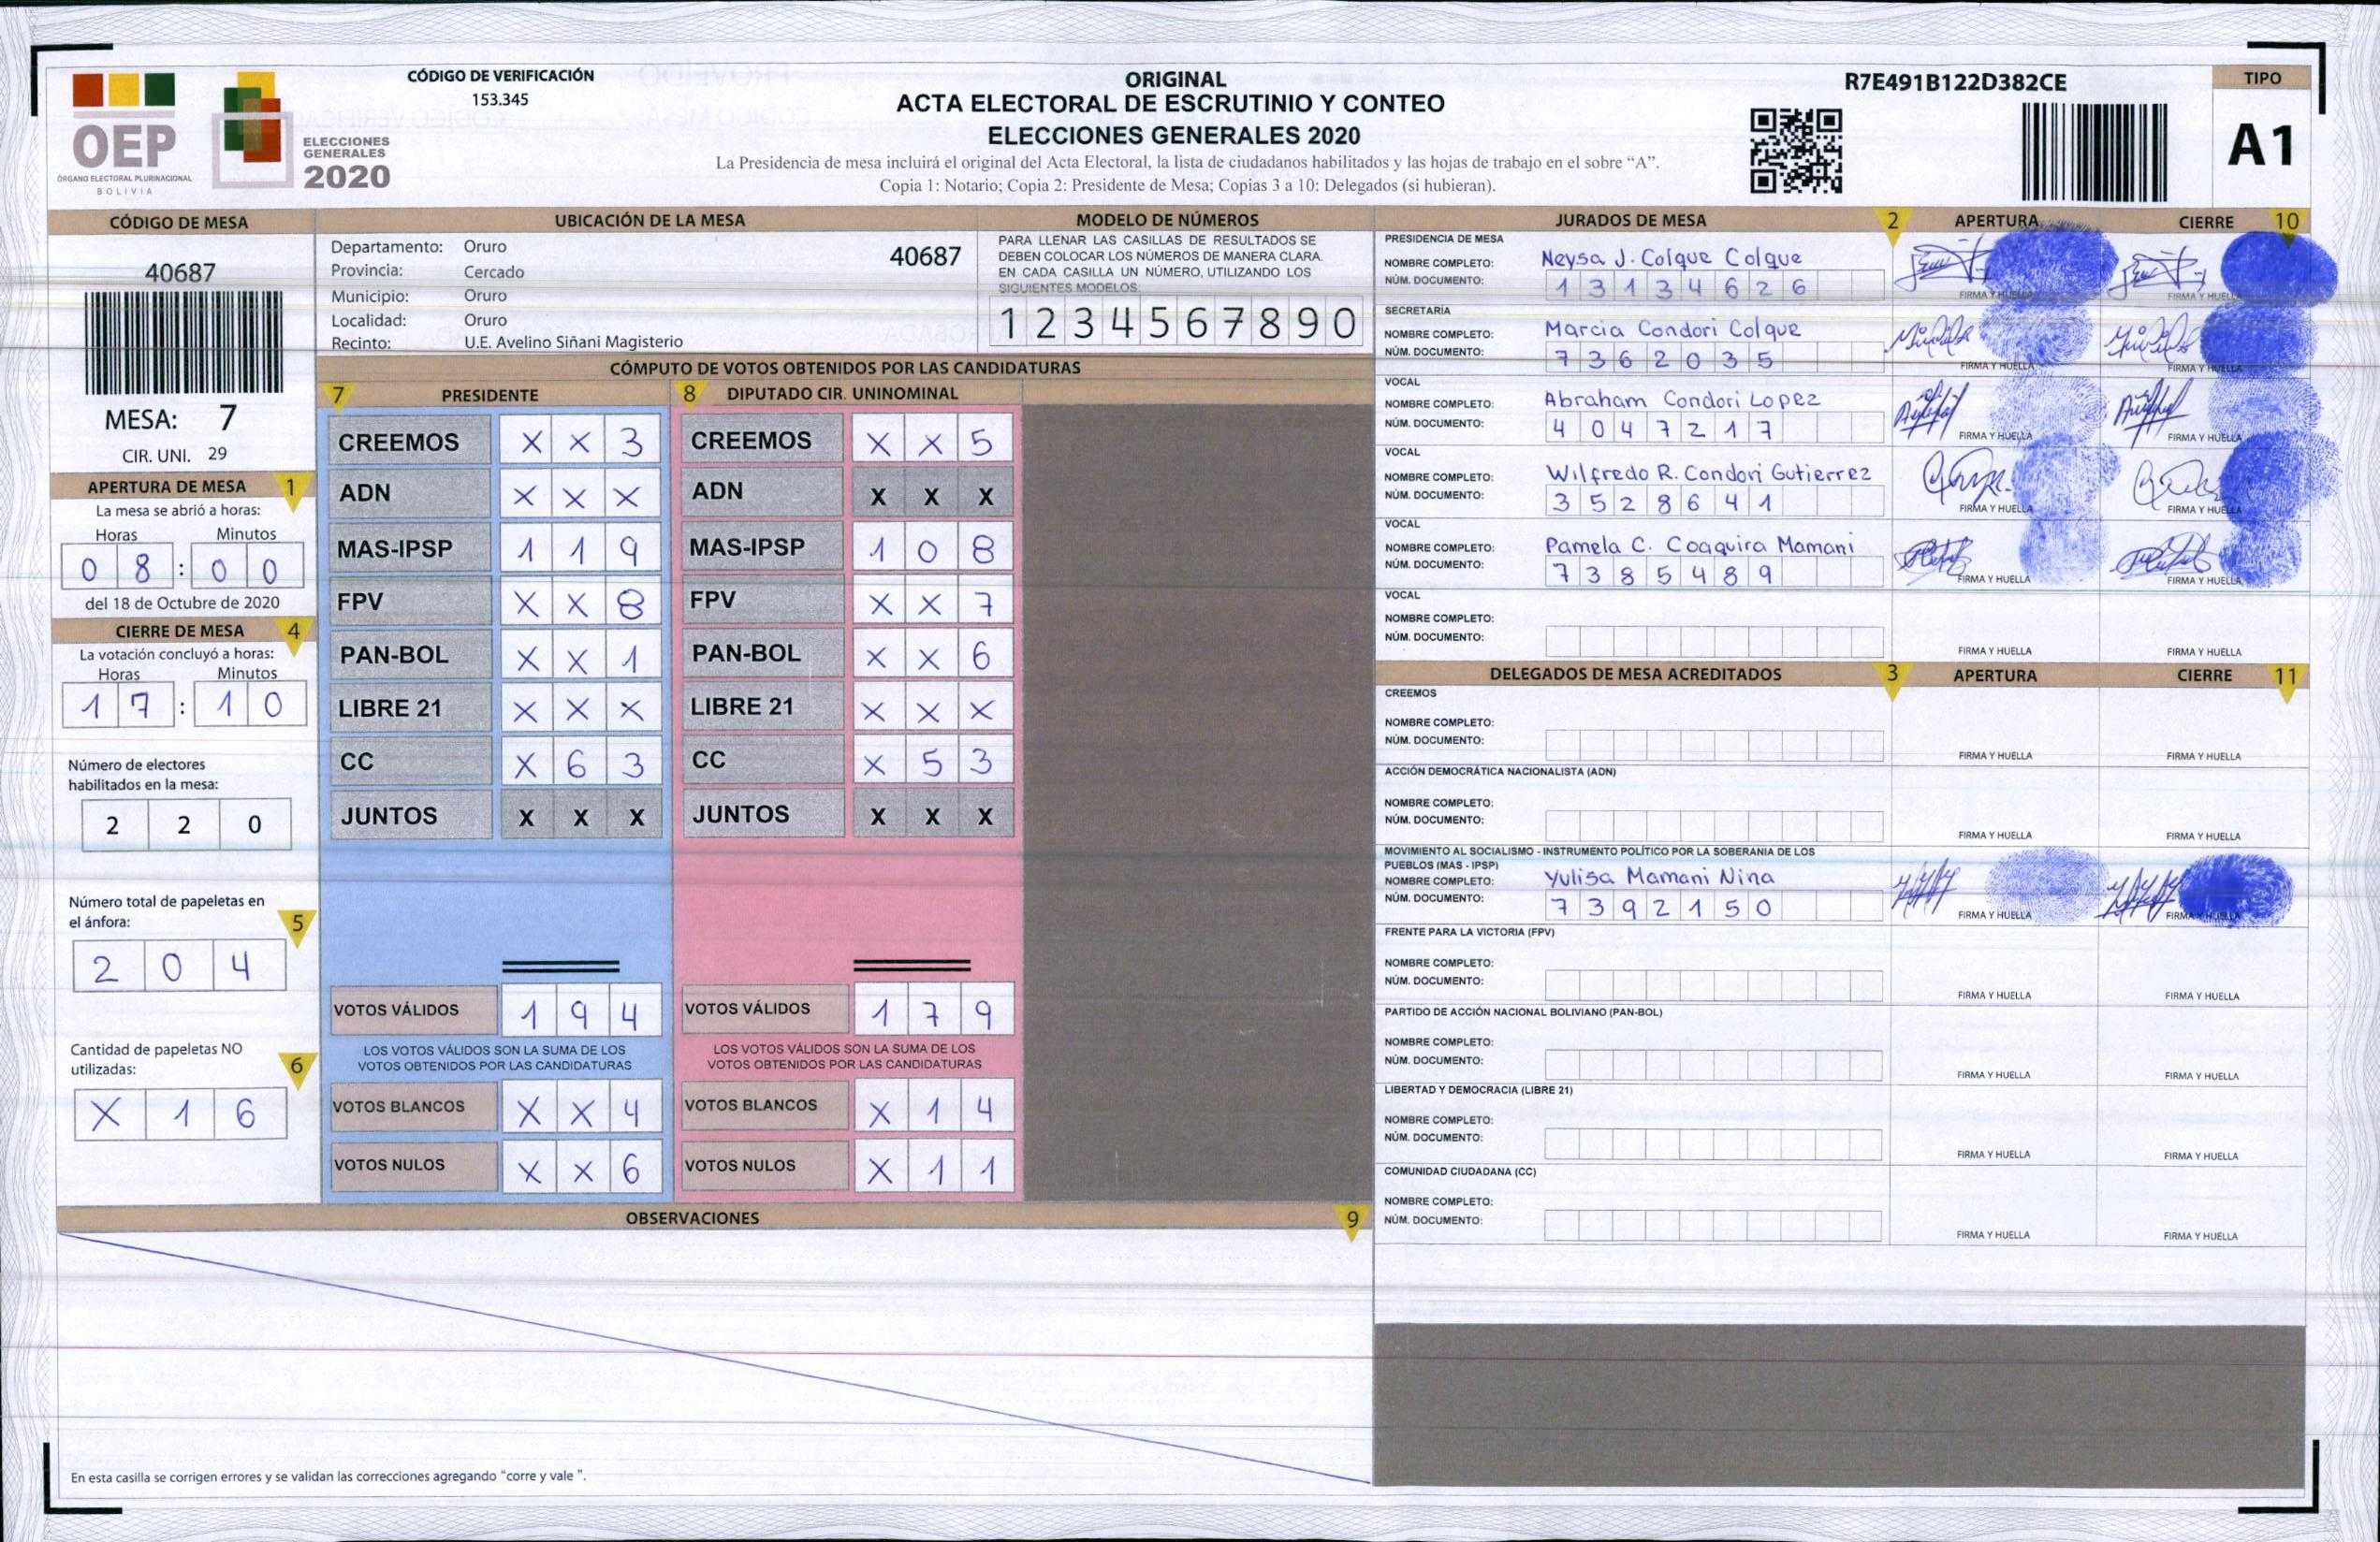 CÓDIGO DE VERIFICACIÓN
153.345
OEP
ÓRGANO ELECTORAL PLURINACIONAL
BOLIVIA
ELECCIONES
GENERALES
2020
ORIGINAL
ACTA ELECTORAL DE ESCRUTINIO Y CONTEO
ELECCIONES GENERALES 2020
La Presidencia de mesa incluirá el original del Acta Electoral, la lista de ciudadanos habilitados y las hojas de trabajo en el sobre “A”.
Copia 1: Notario; Copia 2: Presidente de Mesa; Copias 3 a 10: Delegados (si hubieran).
R7E491B122D382CE
TIPO
A1
CÓDIGO DE MESA
40687
MESA: 7
CIR. UNI. 29
APERTURA DE MESA 1
La mesa se abrió a horas:
Horas Minutos
0 8 : 0 0
del 18 de Octubre de 2020
CIERRE DE MESA 4
La votación concluyó a horas:
Horas Minutos
1 7 : 1 0
Número de electores
habilitados en la mesa:
2 2 0
Número total de papeletas en
el ánfora: 5
2 0 4
Cantidad de papeletas NO
utilizadas: 6
X 1 6
UBICACIÓN DE LA MESA
Departamento: Oruro 40687
Provincia: Cercado
Municipio: Oruro
Localidad: Oruro
Recinto: U.E. Avelino Siñani Magisterio
MODELO DE NÚMEROS
PARA LLENAR LAS CASILLAS DE RESULTADOS SE
DEBEN COLOCAR LOS NÚMEROS DE MANERA CLARA.
EN CADA CASILLA UN NÚMERO, UTILIZANDO LOS
SIGUIENTES MODELOS:
1 2 3 4 5 6 7 8 9 0
CÓMPUTO DE VOTOS OBTENIDOS POR LAS CANDIDATURAS
7 PRESIDENTE
CREEMOS X X 3
ADN X X X
MAS-IPSP 1 1 9
FPV X X 8
PAN-BOL X X 1
LIBRE 21 X X X
CC X 6 3
JUNTOS X X X
VOTOS VÁLIDOS 1 9 4
LOS VOTOS VÁLIDOS SON LA SUMA DE LOS
VOTOS OBTENIDOS POR LAS CANDIDATURAS
VOTOS BLANCOS X X 4
VOTOS NULOS X X 6
8 DIPUTADO CIR. UNINOMINAL
CREEMOS X X 5
ADN X X X
MAS-IPSP 1 0 8
FPV X X 7
PAN-BOL X X 6
LIBRE 21 X X X
CC X 5 3
JUNTOS X X X
VOTOS VÁLIDOS 1 7 9
LOS VOTOS VÁLIDOS SON LA SUMA DE LOS
VOTOS OBTENIDOS POR LAS CANDIDATURAS
VOTOS BLANCOS X 1 4
VOTOS NULOS X 1 1
OBSERVACIONES 9
En esta casilla se corrigen errores y se validan las correcciones agregando “corre y vale ”.
JURADOS DE MESA 2 APERTURA CIERRE 10
PRESIDENCIA DE MESA
NOMBRE COMPLETO: Neysa J. Colque Colque
NÚM. DOCUMENTO: 1 3 1 3 4 6 2 6
FIRMA Y HUELLA FIRMA Y HUELLA
SECRETARÍA
NOMBRE COMPLETO: Marcia Condori Colque
NÚM. DOCUMENTO: 7 3 6 2 0 3 5
FIRMA Y HUELLA FIRMA Y HUELLA
VOCAL
NOMBRE COMPLETO: Abraham Condori Lopez
NÚM. DOCUMENTO: 4 0 4 7 2 1 7
FIRMA Y HUELLA FIRMA Y HUELLA
VOCAL
NOMBRE COMPLETO: Wilfredo R. Condori Gutierrez
NÚM. DOCUMENTO: 3 5 2 8 6 4 1
FIRMA Y HUELLA FIRMA Y HUELLA
VOCAL
NOMBRE COMPLETO: Pamela C. Coaquira Mamani
NÚM. DOCUMENTO: 7 3 8 5 4 8 9
FIRMA Y HUELLA FIRMA Y HUELLA
VOCAL
NOMBRE COMPLETO:
NÚM. DOCUMENTO:
FIRMA Y HUELLA FIRMA Y HUELLA
DELEGADOS DE MESA ACREDITADOS 3 APERTURA CIERRE 11
CREEMOS
NOMBRE COMPLETO:
NÚM. DOCUMENTO:
FIRMA Y HUELLA FIRMA Y HUELLA
ACCIÓN DEMOCRÁTICA NACIONALISTA (ADN)
NOMBRE COMPLETO:
NÚM. DOCUMENTO:
FIRMA Y HUELLA FIRMA Y HUELLA
MOVIMIENTO AL SOCIALISMO - INSTRUMENTO POLÍTICO POR LA SOBERANIA DE LOS
PUEBLOS (MAS - IPSP)
NOMBRE COMPLETO: Yulisa Mamani Nina
NÚM. DOCUMENTO: 7 3 9 2 1 5 0
FIRMA Y HUELLA FIRMA Y HUELLA
FRENTE PARA LA VICTORIA (FPV)
NOMBRE COMPLETO:
NÚM. DOCUMENTO:
FIRMA Y HUELLA FIRMA Y HUELLA
PARTIDO DE ACCIÓN NACIONAL BOLIVIANO (PAN-BOL)
NOMBRE COMPLETO:
NÚM. DOCUMENTO:
FIRMA Y HUELLA FIRMA Y HUELLA
LIBERTAD Y DEMOCRACIA (LIBRE 21)
NOMBRE COMPLETO:
NÚM. DOCUMENTO:
FIRMA Y HUELLA FIRMA Y HUELLA
COMUNIDAD CIUDADANA (CC)
NOMBRE COMPLETO:
NÚM. DOCUMENTO:
FIRMA Y HUELLA FIRMA Y HUELLA